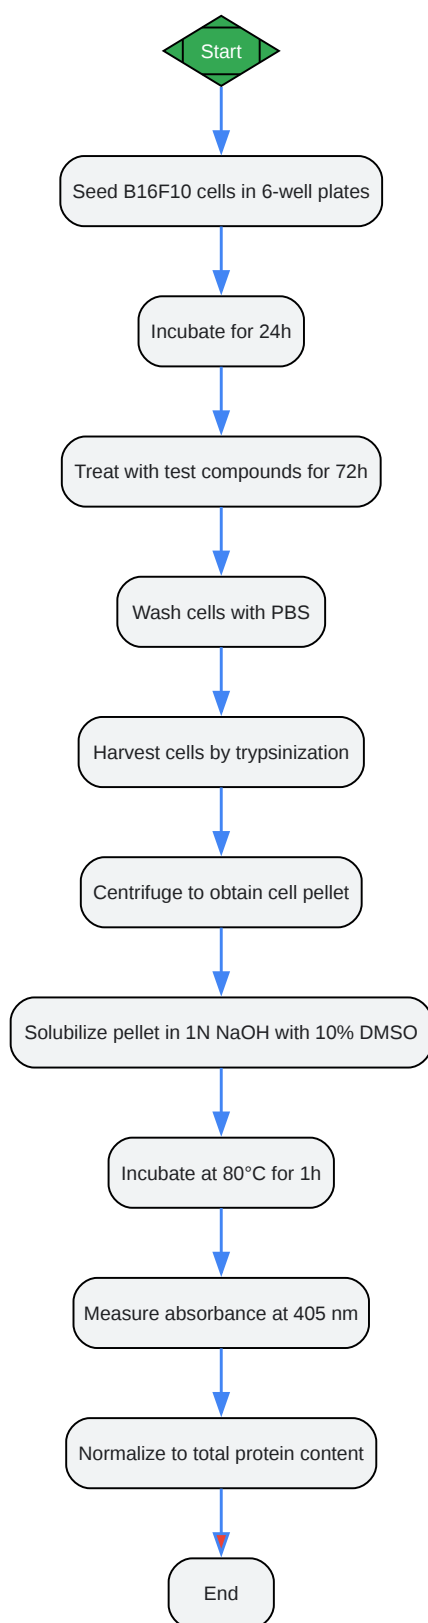 Start
Seed B16F10 cells in 6-well plates
Incubate for 24h
Treat with test compounds for 72h
Wash cells with PBS
Harvest cells by trypsinization
Centrifuge to obtain cell pellet
Solubilize pellet in 1N NaOH with 10% DMSO
Incubate at 80°C for 1h
Measure absorbance at 405 nm
Normalize to total protein content
End